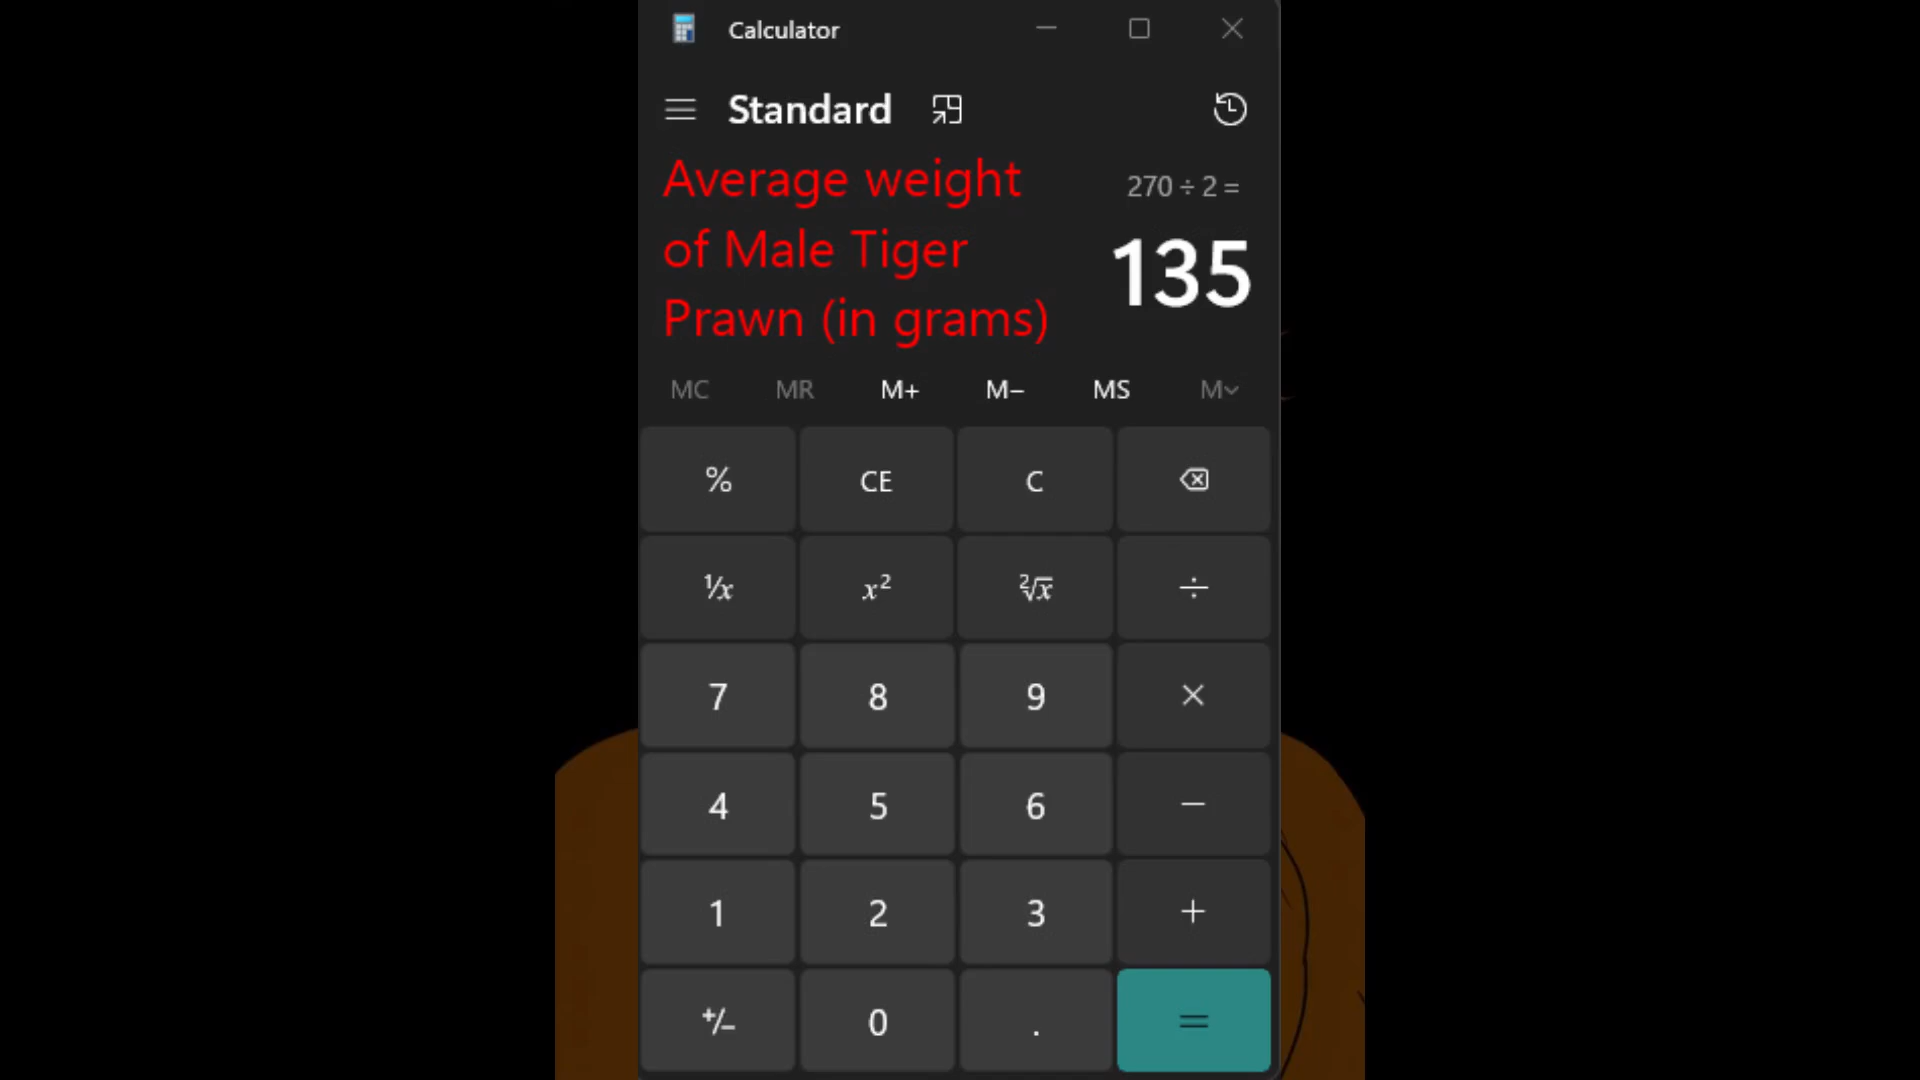 Calculator
Standard
Average weight
of Male Tiger
Prawn (in grams)
270 ÷ 2 =
135
MC MR M+ M− MS M
% CE C
¹/x x² ²√x ÷
7 8 9 ×
4 5 6 −
1 2 3 +
+/− 0 . =